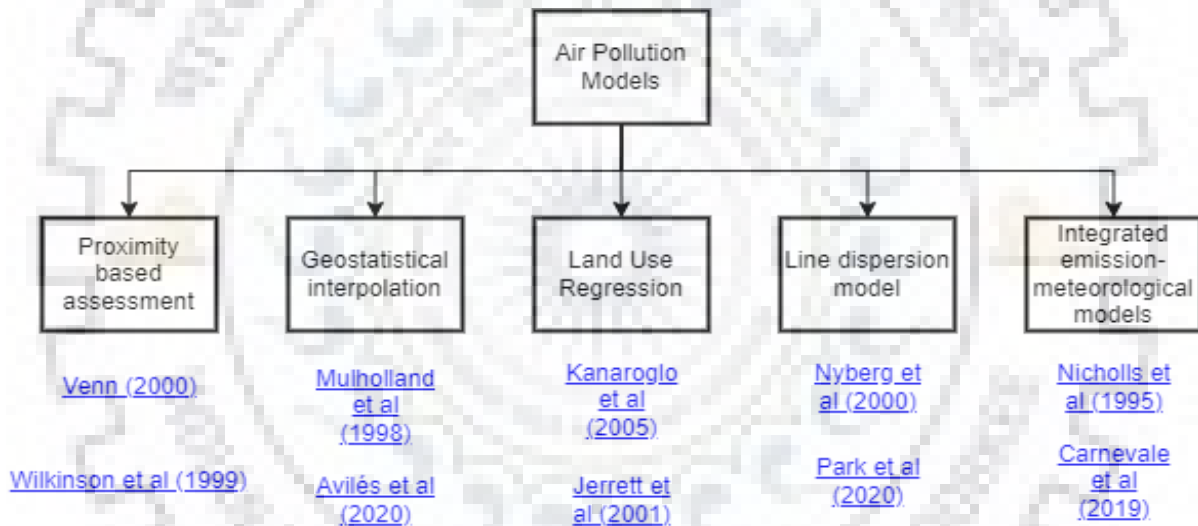 Air Pollution
Models
Proximity
based
assessment
Geostatistical
interpolation
Land Use
Regression
Line dispersion
model
Integrated
emission-
meteorological
models
Venn (2000)
Mulholland
et al
(1998)
Kanaroglo
et al
(2005)
Nyberg et
al (2000)
Nicholls et
al (1995)
Wilkinson et al (1999)
Avilés et al
(2020)
Jerrett et
al (2001)
Park et al
(2020)
Carnevale
et al
(2019)